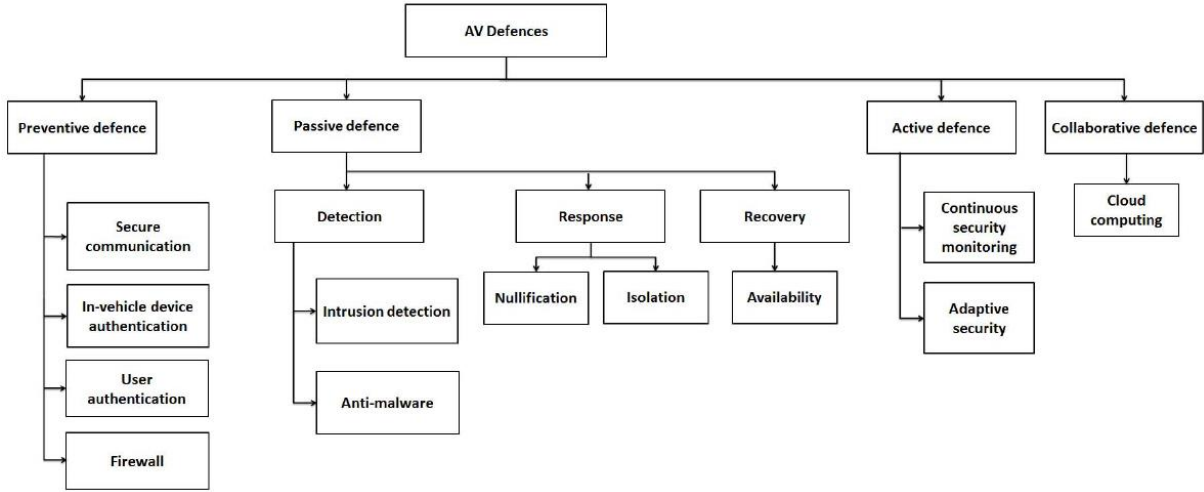 AV Defences
Preventive defence
Passive defence
Active defence
Collaborative defence
Secure
communication
In-vehicle device
authentication
User
authentication
Firewall
Detection
Response
Recovery
Intrusion detection
Anti-malware
Nullification
Isolation
Availability
Continuous
security
monitoring
Adaptive
security
Cloud
computing